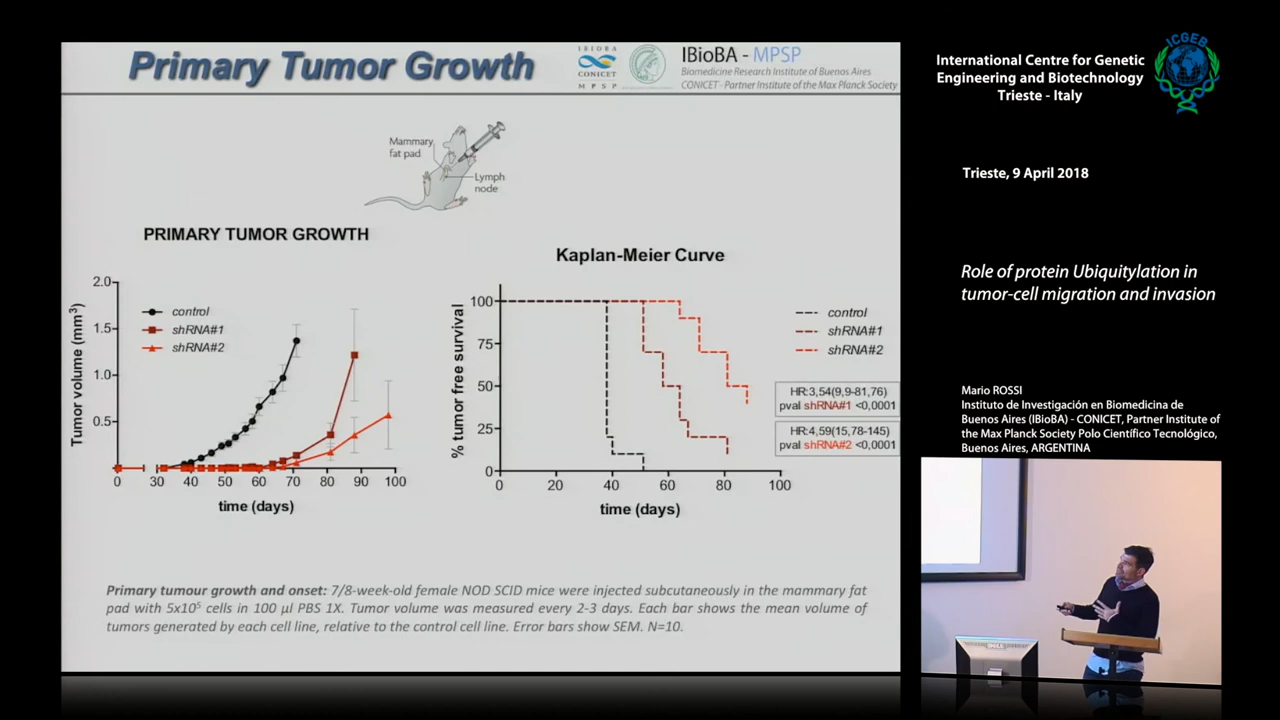 Primary Tumor Growth
I B I O B A
CONICET
M P S P
IBioBA - MPSP
Biomedicine Research Institute of Buenos Aires
CONICET - Partner Institute of the Max Planck Society
Mammary
fat pad
Lymph
node
PRIMARY TUMOR GROWTH
Tumor volume (mm³)
2.0
1.5
1.0
0.5
control
shRNA#1
shRNA#2
0 30 40 50 60 70 80 90 100
time (days)
Kaplan-Meier Curve
% tumor free survival
100
75
50
25
0
0 20 40 60 80 100
time (days)
control
shRNA#1
shRNA#2
HR:3,54(9,9-81,76)
pval shRNA#1 <0,0001
HR:4,59(15,78-145)
pval shRNA#2 <0,0001
Primary tumour growth and onset: 7/8-week-old female NOD SCID mice were injected subcutaneously in the mammary fat
pad with 5x10⁵ cells in 100 µl PBS 1X. Tumor volume was measured every 2-3 days. Each bar shows the mean volume of
tumors generated by each cell line, relative to the control cell line. Error bars show SEM. N=10.
International Centre for Genetic
Engineering and Biotechnology
Trieste - Italy
ICGEB
Trieste, 9 April 2018
Role of protein Ubiquitylation in
tumor-cell migration and invasion
Mario ROSSI
Instituto de Investigación en Biomedicina de
Buenos Aires (IBioBA) - CONICET, Partner Institute of
the Max Planck Society Polo Científico Tecnológico,
Buenos Aires, ARGENTINA
DELL